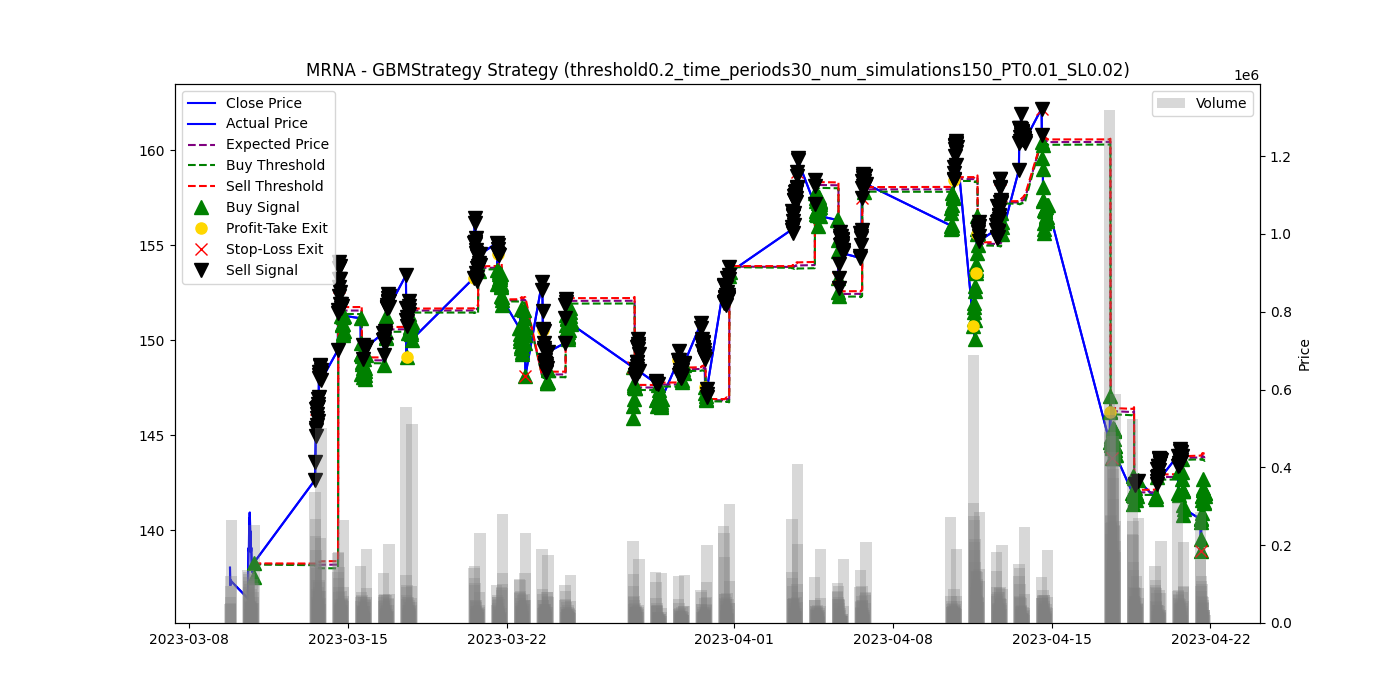 MRNA - GBMStrategy Strategy (threshold0.2_time_periods30_num_simulations150_PT0.01_SL0.02)
1e6
Close Price
Actual Price
Expected Price
Buy Threshold
Sell Threshold
Buy Signal
Profit-Take Exit
Stop-Loss Exit
Sell Signal
Volume
160
155
150
145
140
1.2
1.0
0.8
0.6
0.4
0.2
0.0
Price
2023-03-08
2023-03-15
2023-03-22
2023-04-01
2023-04-08
2023-04-15
2023-04-22